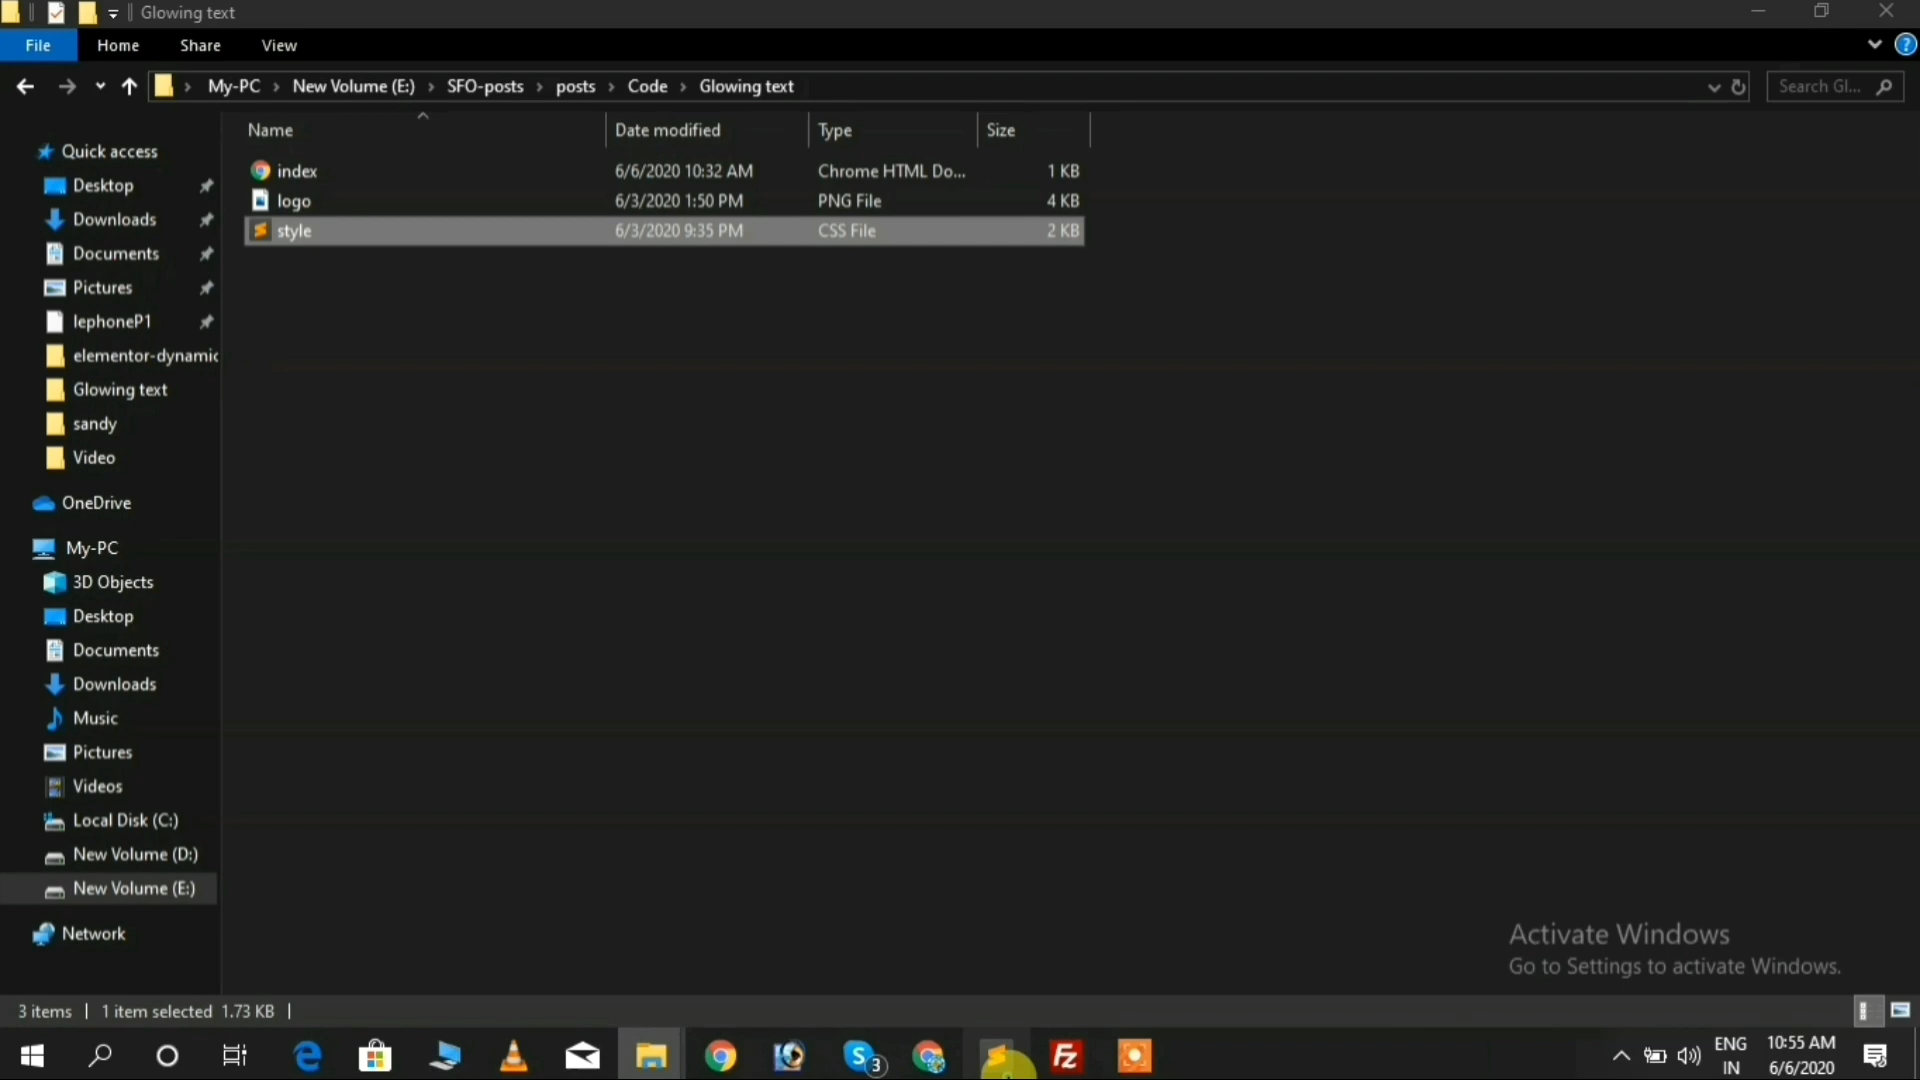 Glowing text
File Home Share View
My-PC New Volume (E:) SFO-posts posts Code Glowing text Search Gl...
Name Date modified Type Size
index 6/6/2020 10:32 AM Chrome HTML Do... 1 KB
logo 6/3/2020 1:50 PM PNG File 4 KB
style 6/3/2020 9:35 PM CSS File 2 KB
Quick access
Desktop
Downloads
Documents
Pictures
lephoneP1
elementor-dynamic
Glowing text
sandy
Video
OneDrive
My-PC
3D Objects
Desktop
Documents
Downloads
Music
Pictures
Videos
Local Disk (C:)
New Volume (D:)
New Volume (E:)
Network
Activate Windows
Go to Settings to activate Windows.
3 items 1 item selected 1.73 KB
3
Fz
ENG 10:55 AM
IN 6/6/2020